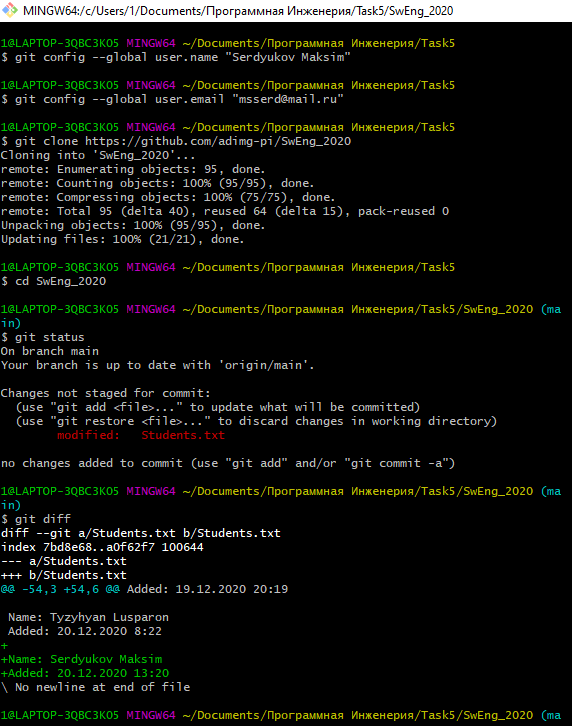 MINGW64:/c/Users/1/Documents/Программная Инженерия/Task5/SwEng_2020
1@LAPTOP-3QBC3KO5 MINGW64 ~/Documents/Программная Инженерия/Task5
$ git config --global user.name "Serdyukov Maksim"
1@LAPTOP-3QBC3KO5 MINGW64 ~/Documents/Программная Инженерия/Task5
$ git config --global user.email "msserd@mail.ru"
1@LAPTOP-3QBC3KO5 MINGW64 ~/Documents/Программная Инженерия/Task5
$ git clone https://github.com/adimg-pi/SwEng_2020
Cloning into 'SwEng_2020'...
remote: Enumerating objects: 95, done.
remote: Counting objects: 100% (95/95), done.
remote: Compressing objects: 100% (75/75), done.
remote: Total 95 (delta 40), reused 64 (delta 15), pack-reused 0
Unpacking objects: 100% (95/95), done.
Updating files: 100% (21/21), done.
1@LAPTOP-3QBC3KO5 MINGW64 ~/Documents/Программная Инженерия/Task5
$ cd SwEng_2020
1@LAPTOP-3QBC3KO5 MINGW64 ~/Documents/Программная Инженерия/Task5/SwEng_2020 (ma
in)
$ git status
On branch main
Your branch is up to date with 'origin/main'.
Changes not staged for commit:
  (use "git add <file>..." to update what will be committed)
  (use "git restore <file>..." to discard changes in working directory)
        modified:   Students.txt
no changes added to commit (use "git add" and/or "git commit -a")
1@LAPTOP-3QBC3KO5 MINGW64 ~/Documents/Программная Инженерия/Task5/SwEng_2020 (ma
in)
$ git diff
diff --git a/Students.txt b/Students.txt
index 7bd8e68..a0f62f7 100644
--- a/Students.txt
+++ b/Students.txt
@@ -54,3 +54,6 @@ Added: 19.12.2020 20:19
 Name: Tyzyhyan Lusparon
 Added: 20.12.2020 8:22
+
+Name: Serdyukov Maksim
+Added: 20.12.2020 13:20
\ No newline at end of file
1@LAPTOP-3QBC3KO5 MINGW64 ~/Documents/Программная Инженерия/Task5/SwEng_2020 (ma